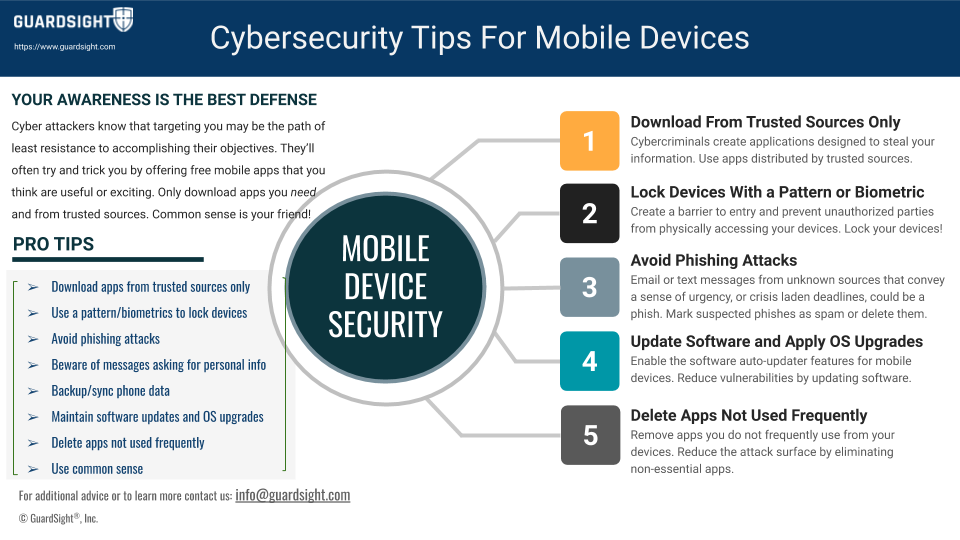 GUARDSIGHT
https://www.guardsight.com
Cybersecurity Tips For Mobile Devices
YOUR AWARENESS IS THE BEST DEFENSE
Cyber attackers know that targeting you may be the path of
least resistance to accomplishing their objectives. They'll
often try and trick you by offering free mobile apps that you
think are useful or exciting. Only download apps you need
and from trusted sources. Common sense is your friend!
PRO TIPS
➢ Download apps from trusted sources only
➢ Use a pattern/biometrics to lock devices
➢ Avoid phishing attacks
➢ Beware of messages asking for personal info
➢ Backup/sync phone data
➢ Maintain software updates and OS upgrades
➢ Delete apps not used frequently
➢ Use common sense
For additional advice or to learn more contact us: info@guardsight.com
© GuardSight®, Inc.
MOBILE
DEVICE
SECURITY
1
Download From Trusted Sources Only
Cybercriminals create applications designed to steal your
information. Use apps distributed by trusted sources.
2
Lock Devices With a Pattern or Biometric
Create a barrier to entry and prevent unauthorized parties
from physically accessing your devices. Lock your devices!
3
Avoid Phishing Attacks
Email or text messages from unknown sources that convey
a sense of urgency, or crisis laden deadlines, could be a
phish. Mark suspected phishes as spam or delete them.
4
Update Software and Apply OS Upgrades
Enable the software auto-updater features for mobile
devices. Reduce vulnerabilities by updating software.
5
Delete Apps Not Used Frequently
Remove apps you do not frequently use from your
devices. Reduce the attack surface by eliminating
non-essential apps.